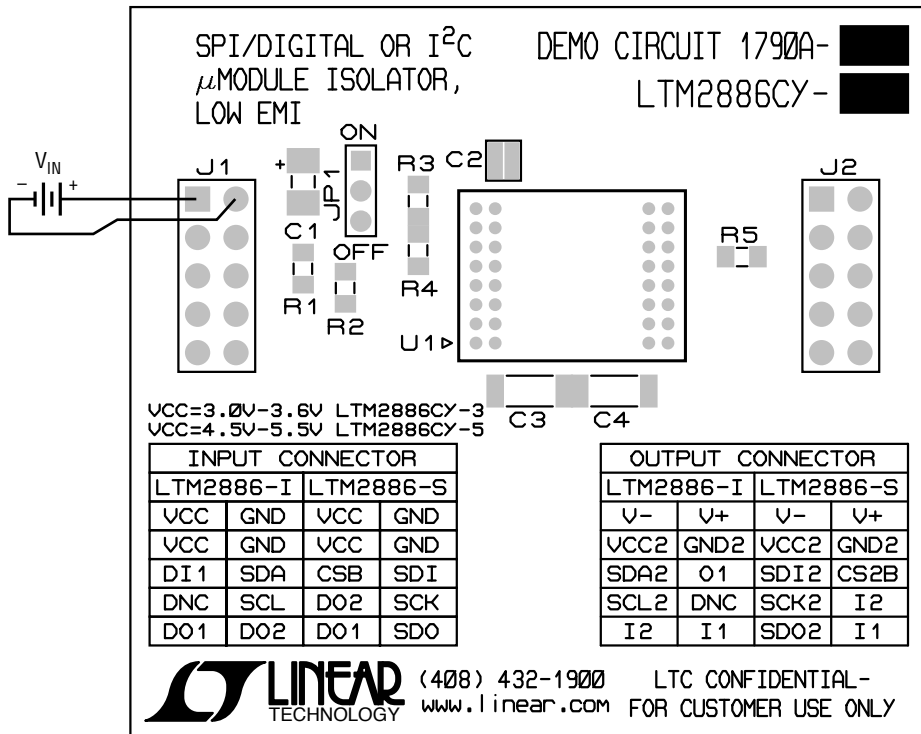 SPI/DIGITAL OR I²C
μMODULE ISOLATOR,
LOW EMI
DEMO CIRCUIT 1790A-
LTM2886CY-
VIN
- +
J1
+
C1
JP1
ON
OFF
R1
R2
R3
R4
C2
U1
R5
J2
C3
C4
VCC=3.0V-3.6V LTM2886CY-3
VCC=4.5V-5.5V LTM2886CY-5
INPUT CONNECTOR
LTM2886-I LTM2886-S
VCC GND VCC GND
VCC GND VCC GND
DI1 SDA CSB SDI
DNC SCL DO2 SCK
DO1 DO2 DO1 SDO
OUTPUT CONNECTOR
LTM2886-I LTM2886-S
V- V+ V- V+
VCC2 GND2 VCC2 GND2
SDA2 O1 SDI2 CS2B
SCL2 DNC SCK2 I2
I2 I1 SDO2 I1
LINEAR
TECHNOLOGY
(408) 432-1900
www.linear.com
LTC CONFIDENTIAL-
FOR CUSTOMER USE ONLY